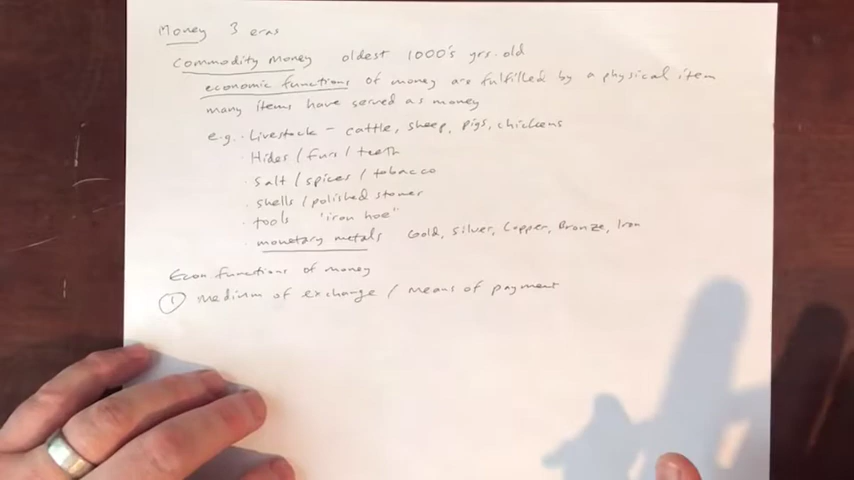 Money 3 eras
Commodity Money oldest 1000's yrs. old
economic functions of money are fulfilled by a physical item
many items have served as money
e.g. · Livestock - cattle, sheep, pigs, chickens
· Hides / furs / teeth
· Salt / spices / tobacco
· shells / polished stones
· tools "iron hoe"
· monetary metals Gold, Silver, Copper, Bronze, Iron
Econ functions of money
① Medium of exchange / Means of payment